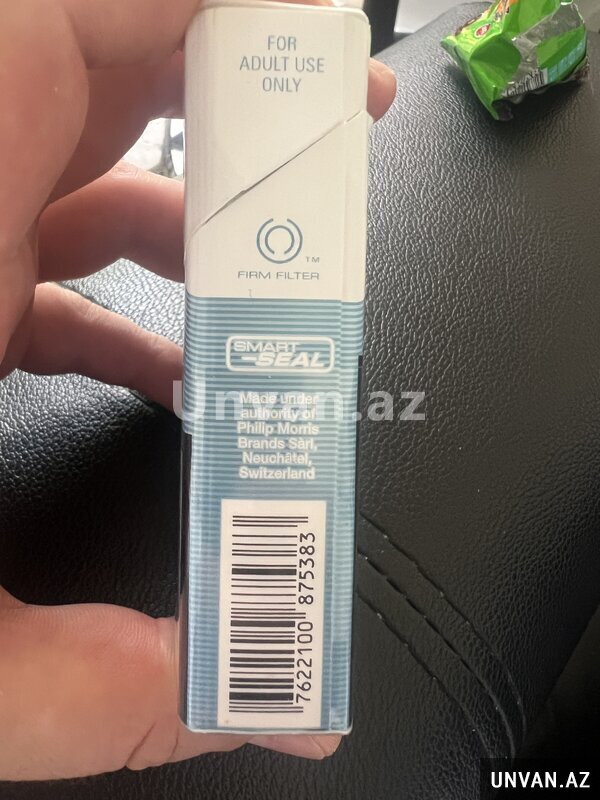 FOR
ADULT USE
ONLY
TM
FIRM FILTER
SMART
-SEAL
Made under
authority of
Philip Morris
Brands Sàrl,
Neuchâtel,
Switzerland
Unvan.az
7622100 875383
UNVAN.AZ